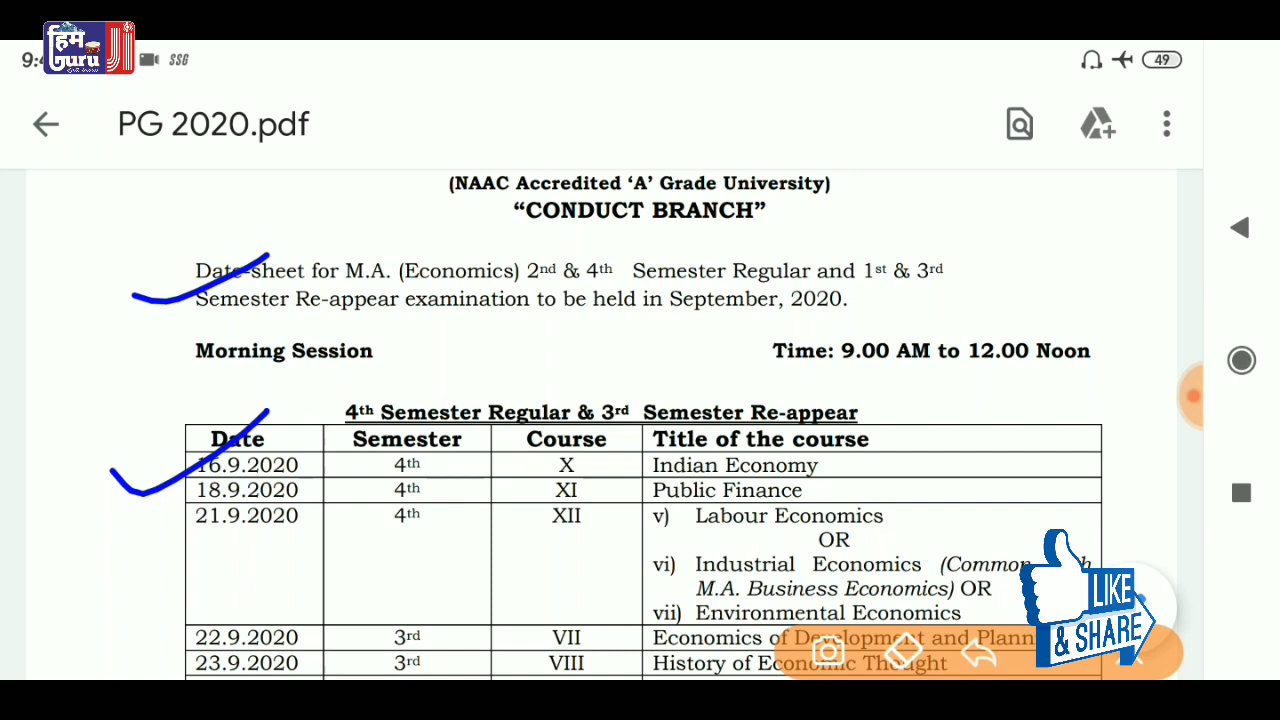 हिम
Guru
Ji
SSG
49
PG 2020.pdf
(NAAC Accredited ‘A’ Grade University)
“CONDUCT BRANCH”
Date-sheet for M.A. (Economics) 2nd & 4th Semester Regular and 1st & 3rd
Semester Re-appear examination to be held in September, 2020.
Morning Session Time: 9.00 AM to 12.00 Noon
4th Semester Regular & 3rd Semester Re-appear
Date Semester Course Title of the course
16.9.2020 4th X Indian Economy
18.9.2020 4th XI Public Finance
21.9.2020 4th XII v) Labour Economics
OR
vi) Industrial Economics (Common
M.A. Business Economics) OR
vii) Environmental Economics
22.9.2020 3rd VII Economics of Development and
23.9.2020 3rd VIII History of Economic Thought
LIKE
& SHARE